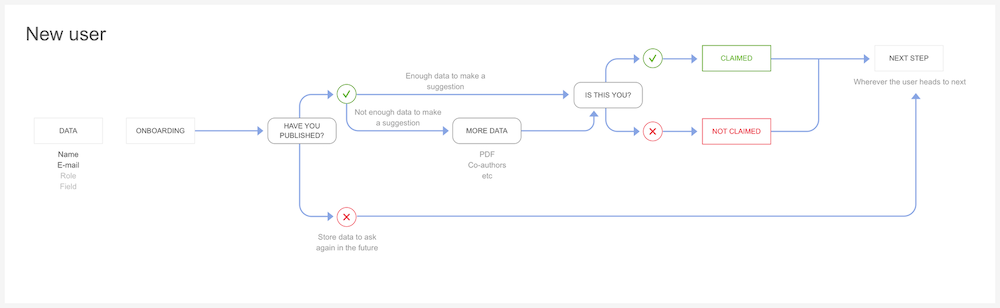 New user
DATA
Name
E-mail
Role
Field
ONBOARDING
HAVE YOU
PUBLISHED?
Enough data to make a
suggestion
Not enough data to make
a suggestion
MORE DATA
PDF
Co-authors
etc
Store data to ask
again in the future
IS THIS YOU?
CLAIMED
NOT CLAIMED
NEXT STEP
Wherever the user heads to next